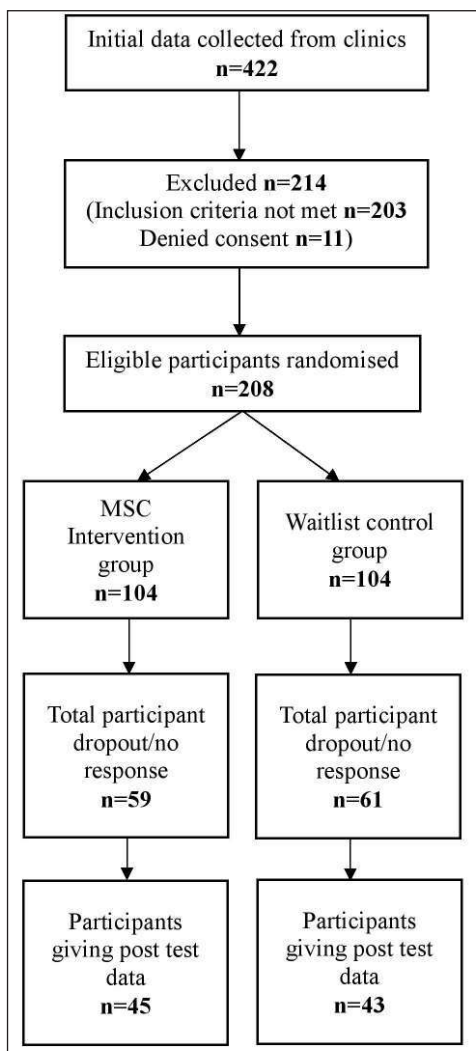 Initial data collected from clinics
n=422
Excluded n=214
(Inclusion criteria not met n=203
Denied consent n=11)
Eligible participants randomised
n=208
MSC
Intervention
group
n=104
Waitlist control
group
n=104
Total participant
dropout/no
response
n=59
Total participant
dropout/no
response
n=61
Participants
giving post test
data
n=45
Participants
giving post test
data
n=43